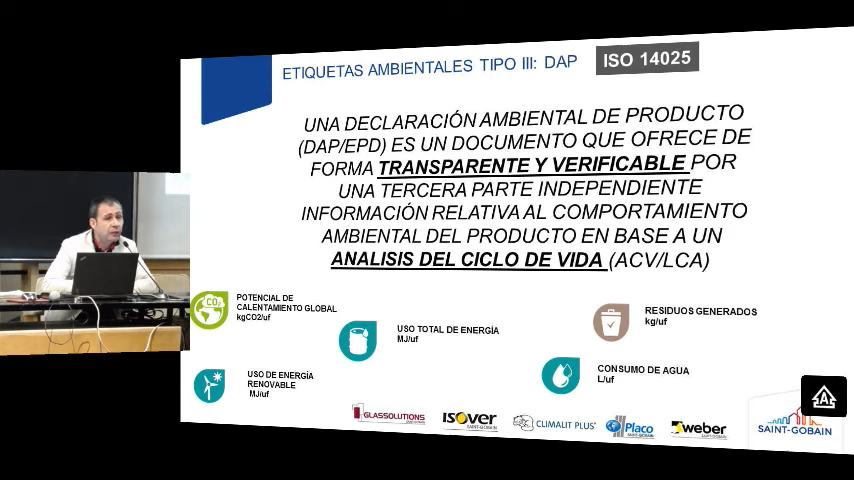 ETIQUETAS AMBIENTALES TIPO III: DAP
ISO 14025
UNA DECLARACIÓN AMBIENTAL DE PRODUCTO
(DAP/EPD) ES UN DOCUMENTO QUE OFRECE DE
FORMA TRANSPARENTE Y VERIFICABLE POR
UNA TERCERA PARTE INDEPENDIENTE
INFORMACIÓN RELATIVA AL COMPORTAMIENTO
AMBIENTAL DEL PRODUCTO EN BASE A UN
ANALISIS DEL CICLO DE VIDA (ACV/LCA)
CO2
POTENCIAL DE
CALENTAMIENTO GLOBAL
kgCO2/uf
USO TOTAL DE ENERGÍA
MJ/uf
RESIDUOS GENERADOS
kg/uf
USO DE ENERGÍA
RENOVABLE
MJ/uf
CONSUMO DE AGUA
L/uf
GLASSOLUTIONS
SAINT-GOBAIN
ISOVER
SAINT-GOBAIN
CLIMALIT PLUS
Placo
SAINT-GOBAIN
weber
SAINT-GOBAIN
SAINT-GOBAIN
A